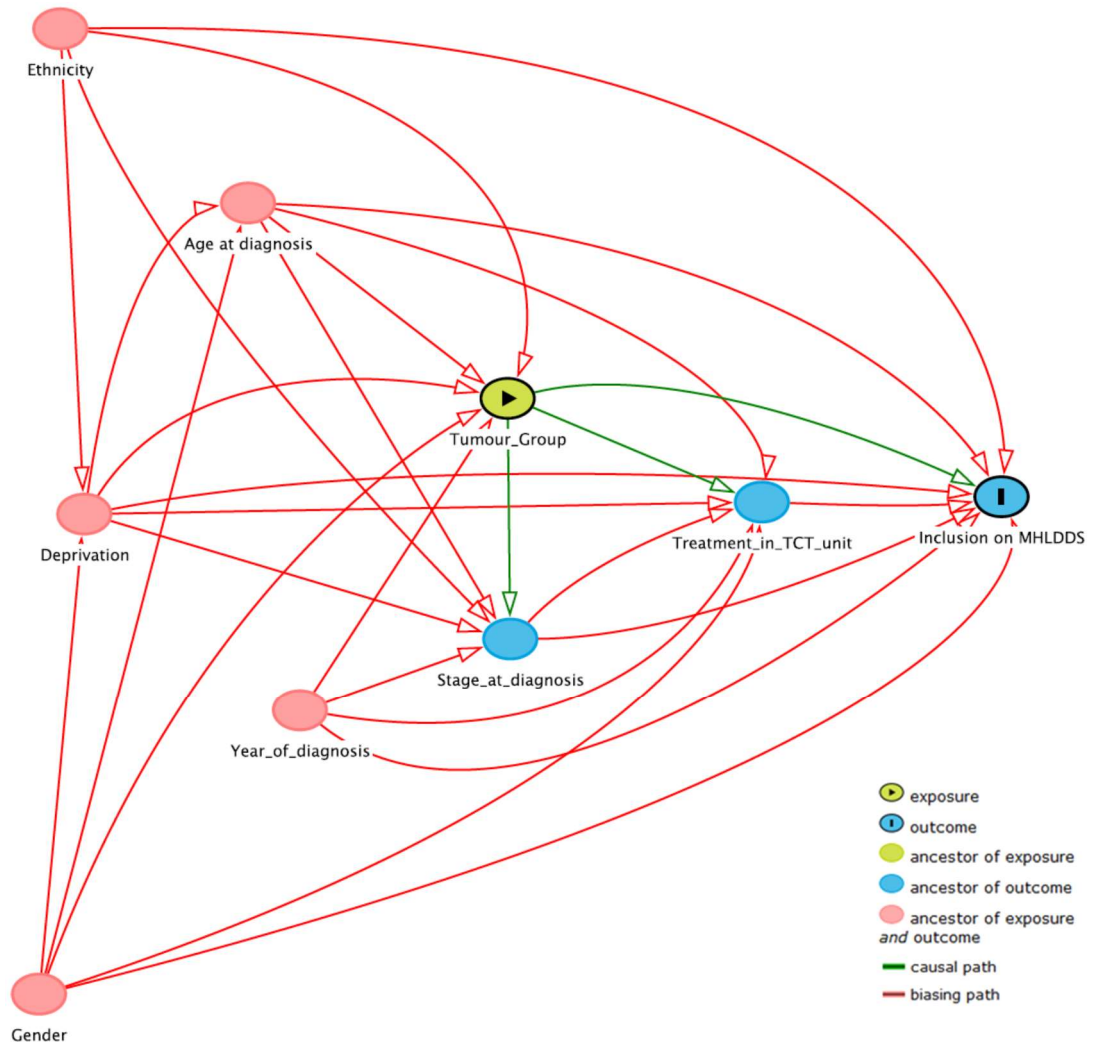 Ethnicity
Age at diagnosis
Tumour_Group
Deprivation
Treatment_in_TCT_unit
Inclusion on MHLDDS
Stage_at_diagnosis
Year_of_diagnosis
Gender
exposure
outcome
ancestor of exposure
ancestor of outcome
ancestor of exposure
and outcome
causal path
biasing path